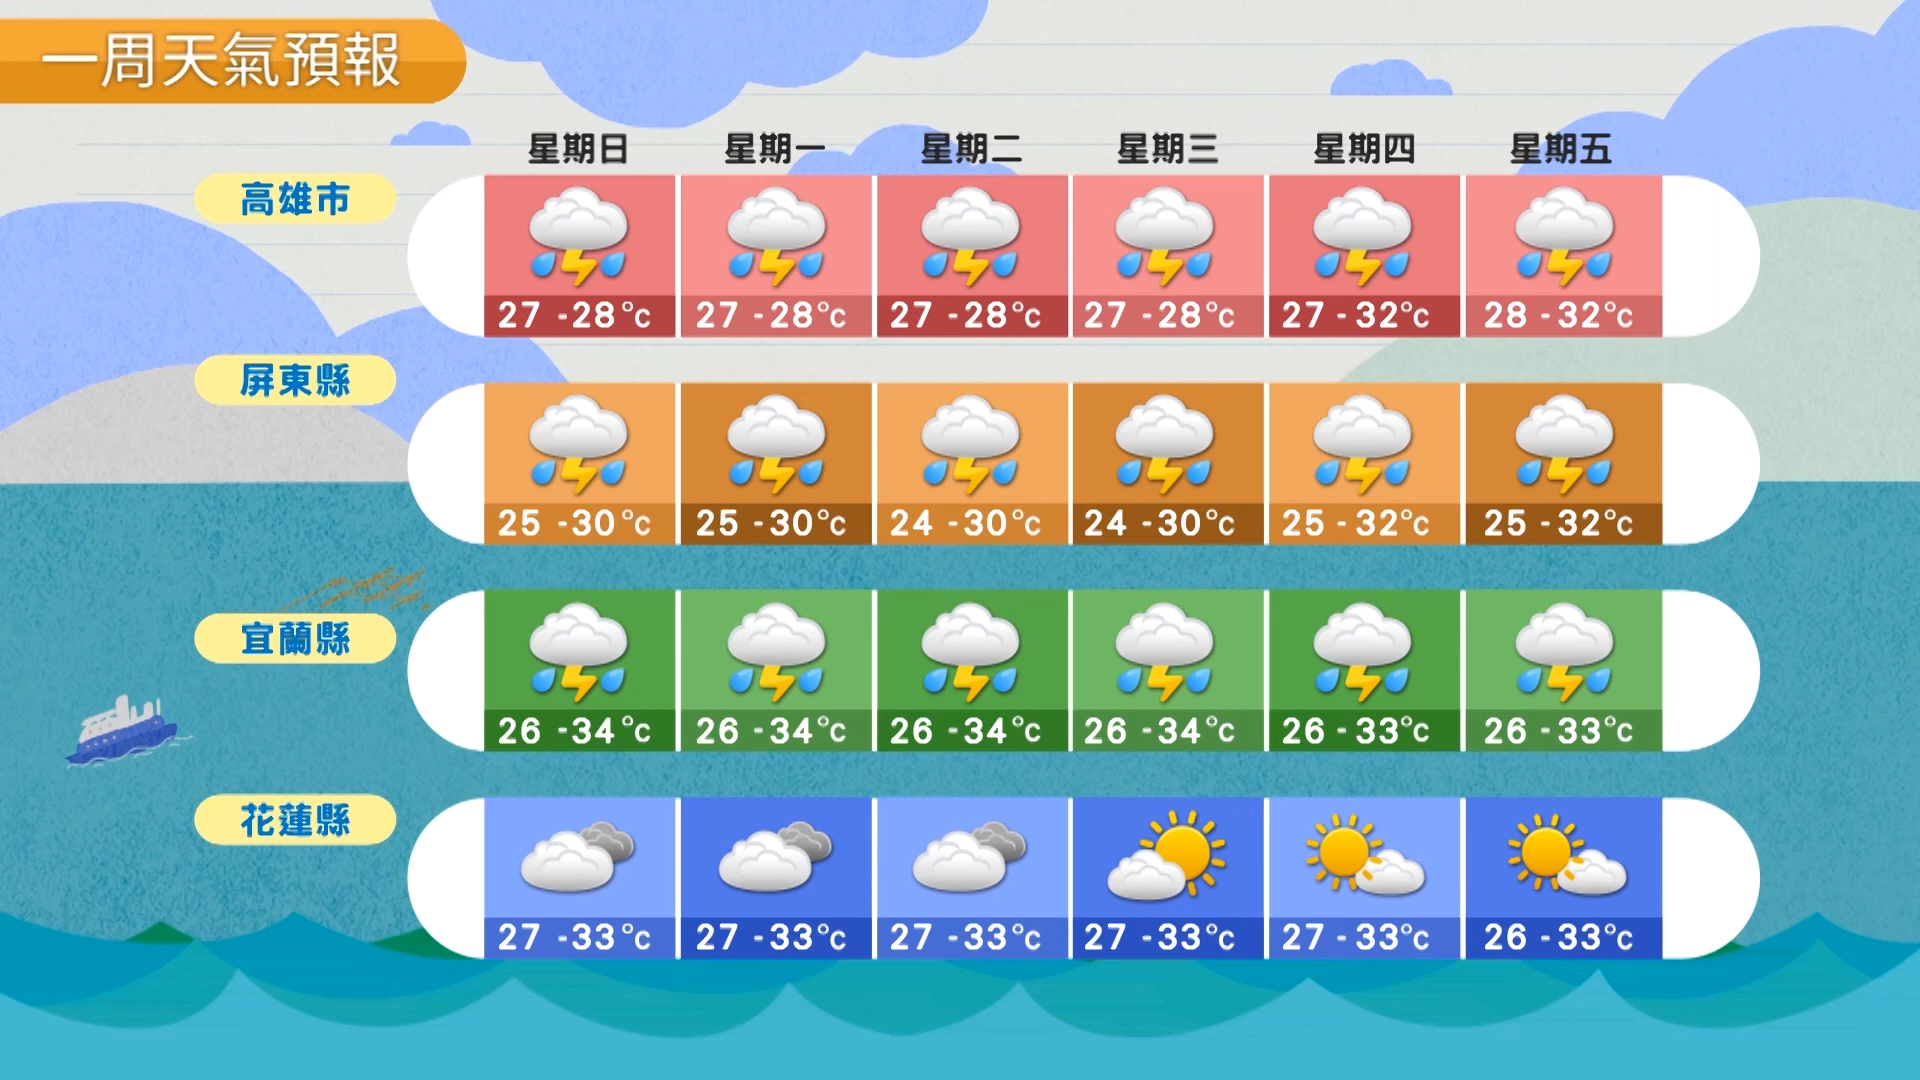 一周天氣預報
星期日 星期一 星期二 星期三 星期四 星期五
高雄市
27 -28°C 27 -28°C 27 -28°C 27 -28°C 27 -32°C 28 -32°C
屏東縣
25 -30°C 25 -30°C 24 -30°C 24 -30°C 25 -32°C 25 -32°C
宜蘭縣
26 -34°C 26 -34°C 26 -34°C 26 -34°C 26 -33°C 26 -33°C
花蓮縣
27 -33°C 27 -33°C 27 -33°C 27 -33°C 27 -33°C 26 -33°C